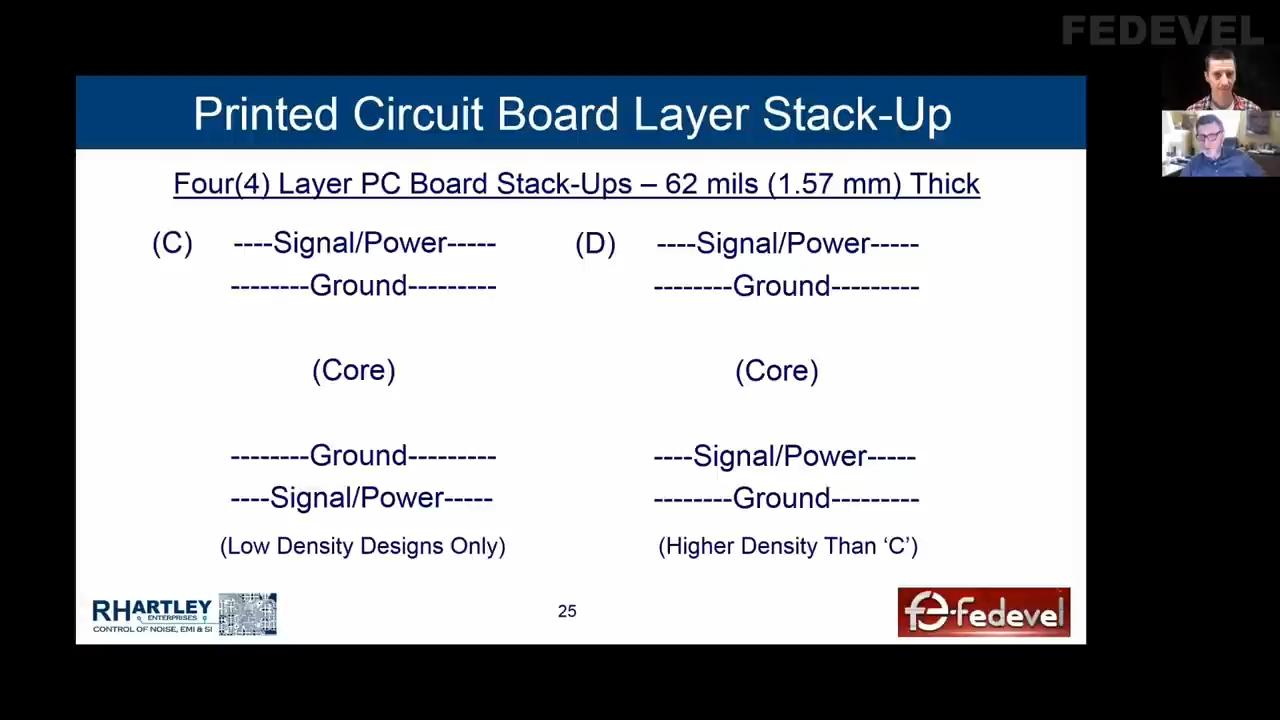 FEDEVEL
Printed Circuit Board Layer Stack-Up
Four(4) Layer PC Board Stack-Ups – 62 mils (1.57 mm) Thick
(C) ----Signal/Power-----
--------Ground---------
(Core)
--------Ground---------
----Signal/Power-----
(Low Density Designs Only)
(D) ----Signal/Power-----
--------Ground---------
(Core)
----Signal/Power-----
--------Ground---------
(Higher Density Than ‘C’)
RHARTLEY
ENTERPRISES
CONTROL OF NOISE, EMI & SI
25
fedevel